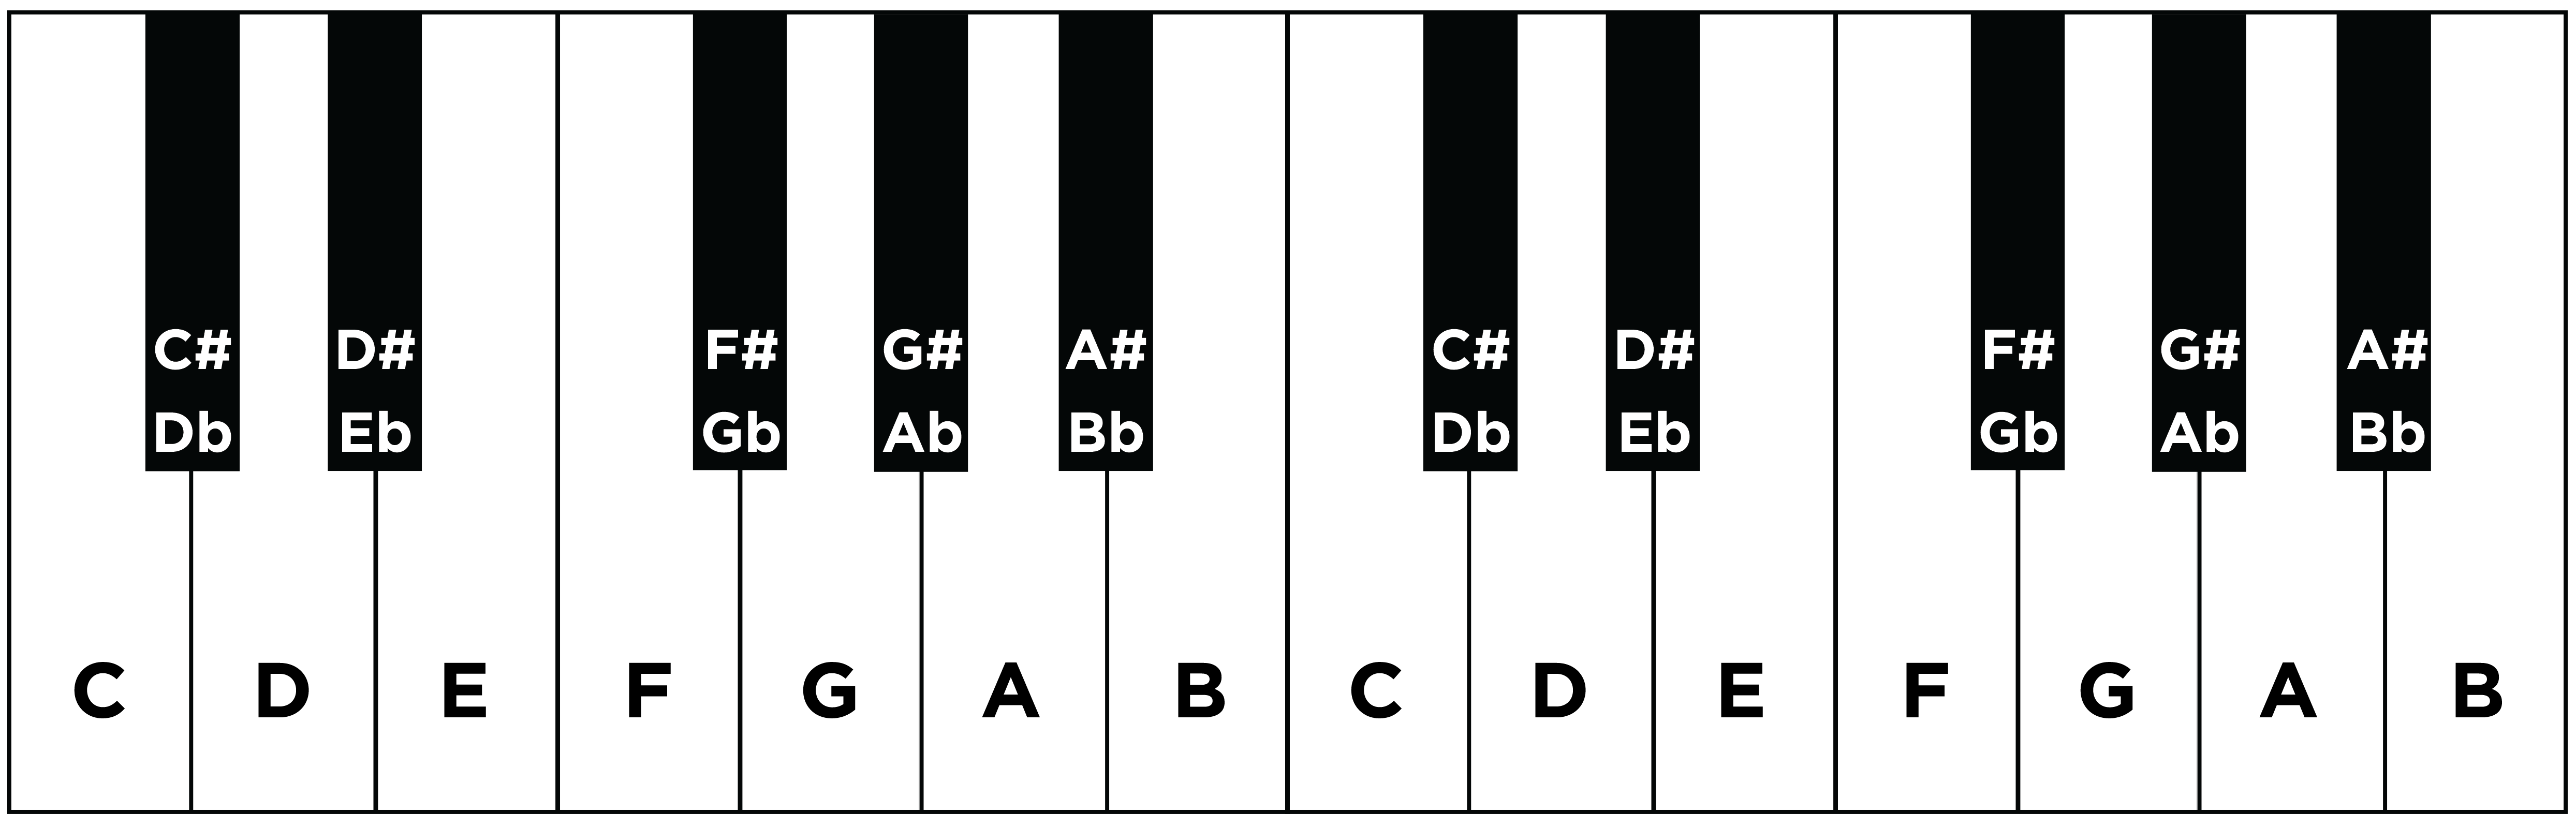 C# D# F# G# A# C# D# F# G# A#
Db Eb Gb Ab Bb Db Eb Gb Ab Bb
C D E F G A B C D E F G A B